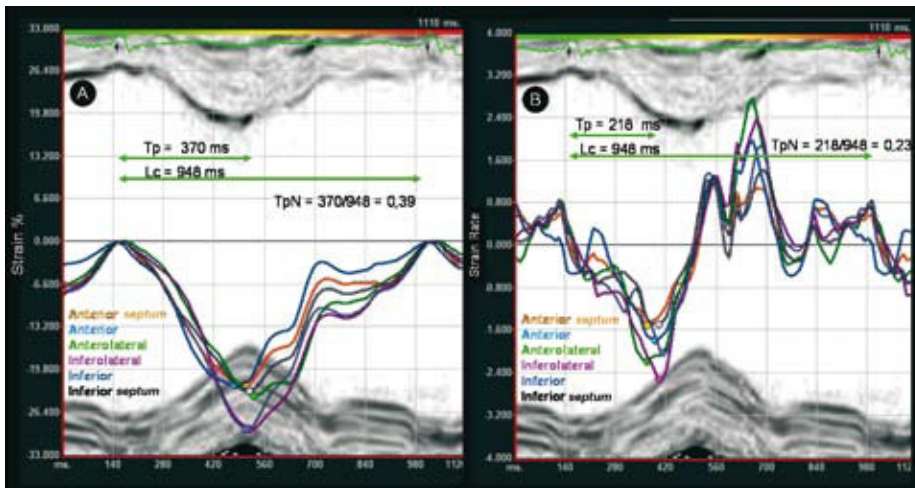 1110 ms.
33.000
26.400
19.800
13.200
6.600
0.000
-6.600
-13.200
-19.800
-26.400
-33.000
Strain %
A
Tp = 370 ms
Lc = 948 ms
TpN = 370/948 = 0,39
Anterior septum
Anterior
Anterolateral
Inferolateral
Inferior
Inferior septum
ms. 140 280 420 560 700 840 980 112
1110 ms.
4.000
3.200
2.400
1.600
0.800
0.000
-0.800
-1.600
-2.400
-3.200
-4.000
Strain Rate
B
Tp = 218 ms
Lc = 948 ms
TpN = 218/948 = 0,23
Anterior septum
Anterior
Anterolateral
Inferolateral
Inferior
Inferior septum
ms. 140 280 420 560 700 840 980 112